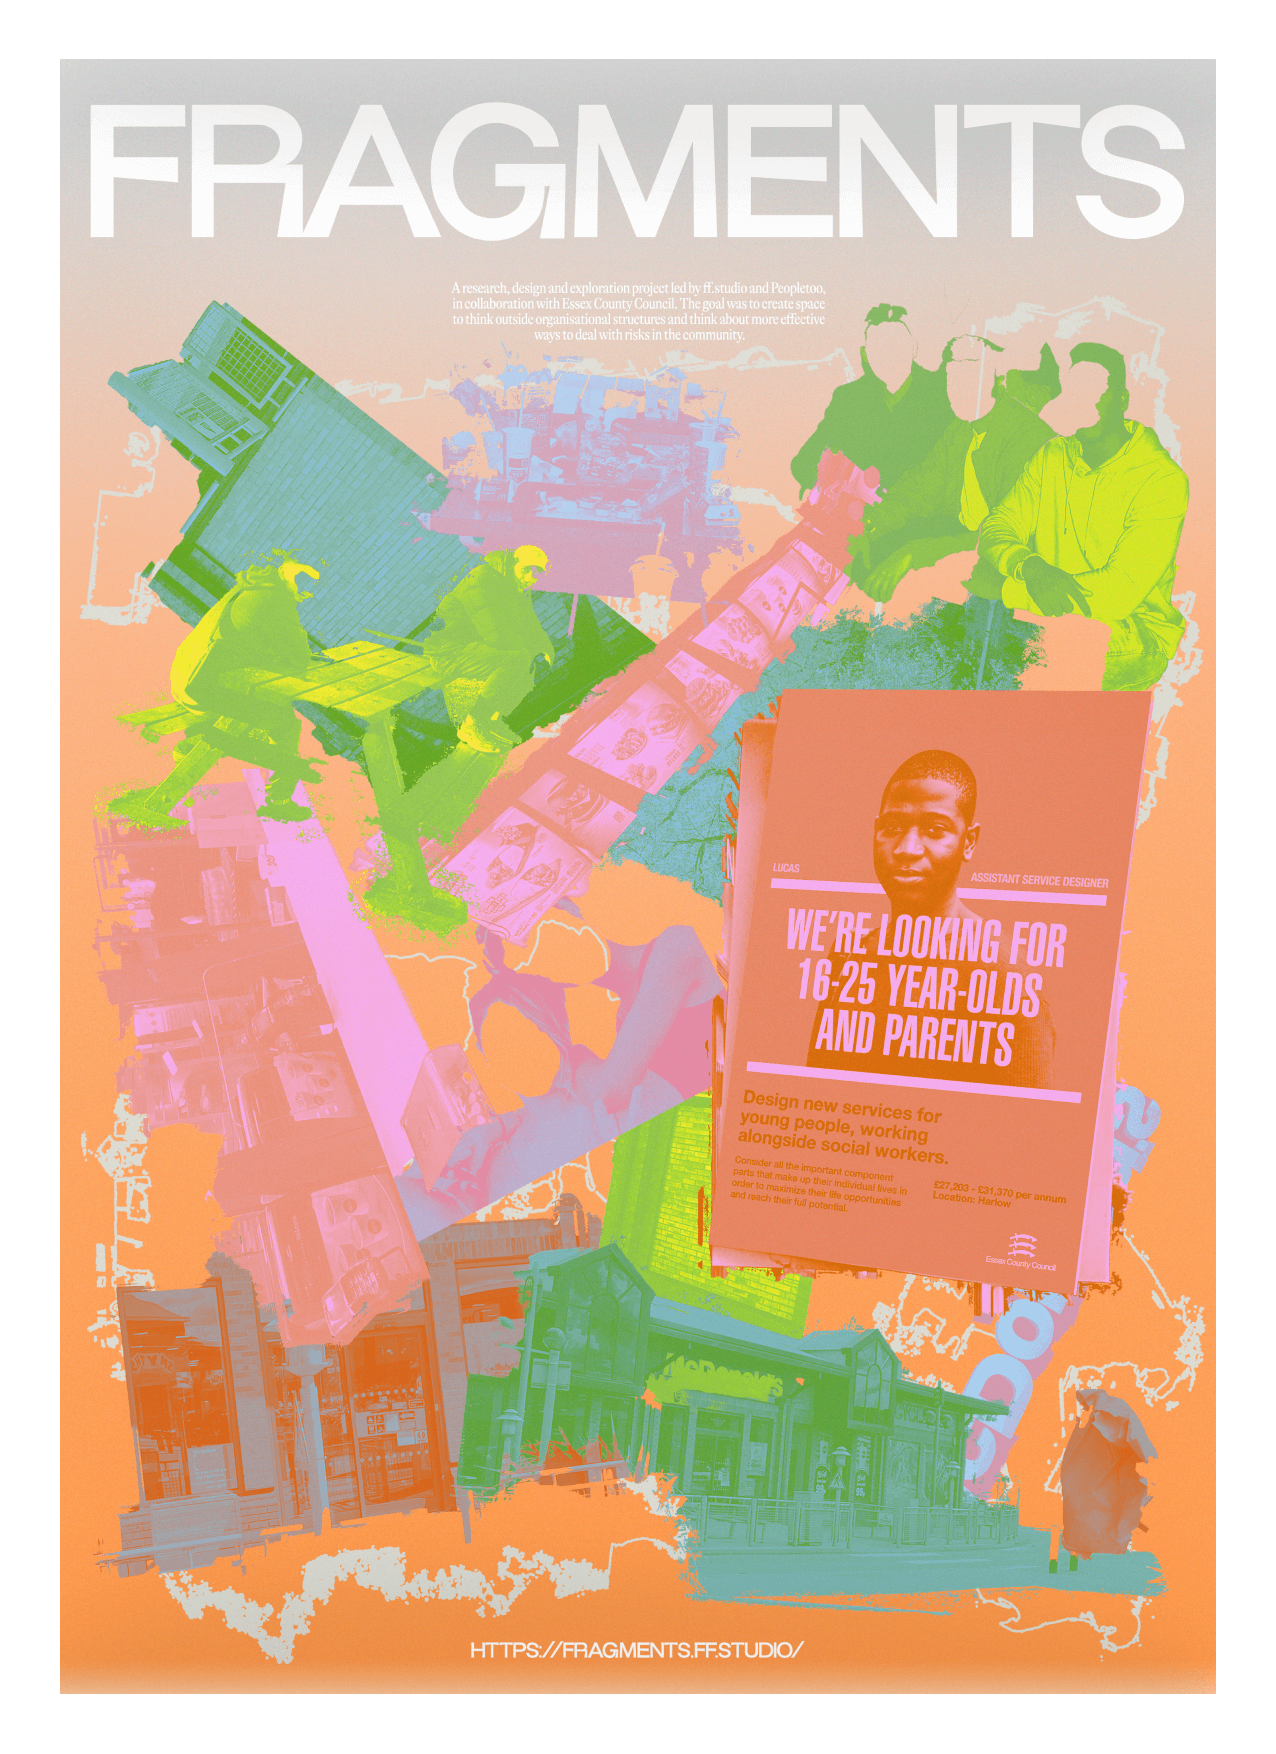 FRAGMENTS
A research, design and exploration project led by ff.studio and Peopletoo,
in collaboration with Essex County Council. The goal was to create space
to think outside organisational structures and think about more effective
ways to deal with risks in the community.
LUCAS
ASSISTANT SERVICE DESIGNER
WE'RE LOOKING FOR
16-25 YEAR-OLDS
AND PARENTS
Design new services for
young people, working
alongside social workers.
Consider all the important component
parts that make up their individual lives in
order to maximize their life opportunities
and reach their full potential.
£27,203 - £31,370 per annum
Location: Harlow
Essex County Council
McDonald's
HTTPS://FRAGMENTS.FF.STUDIO/